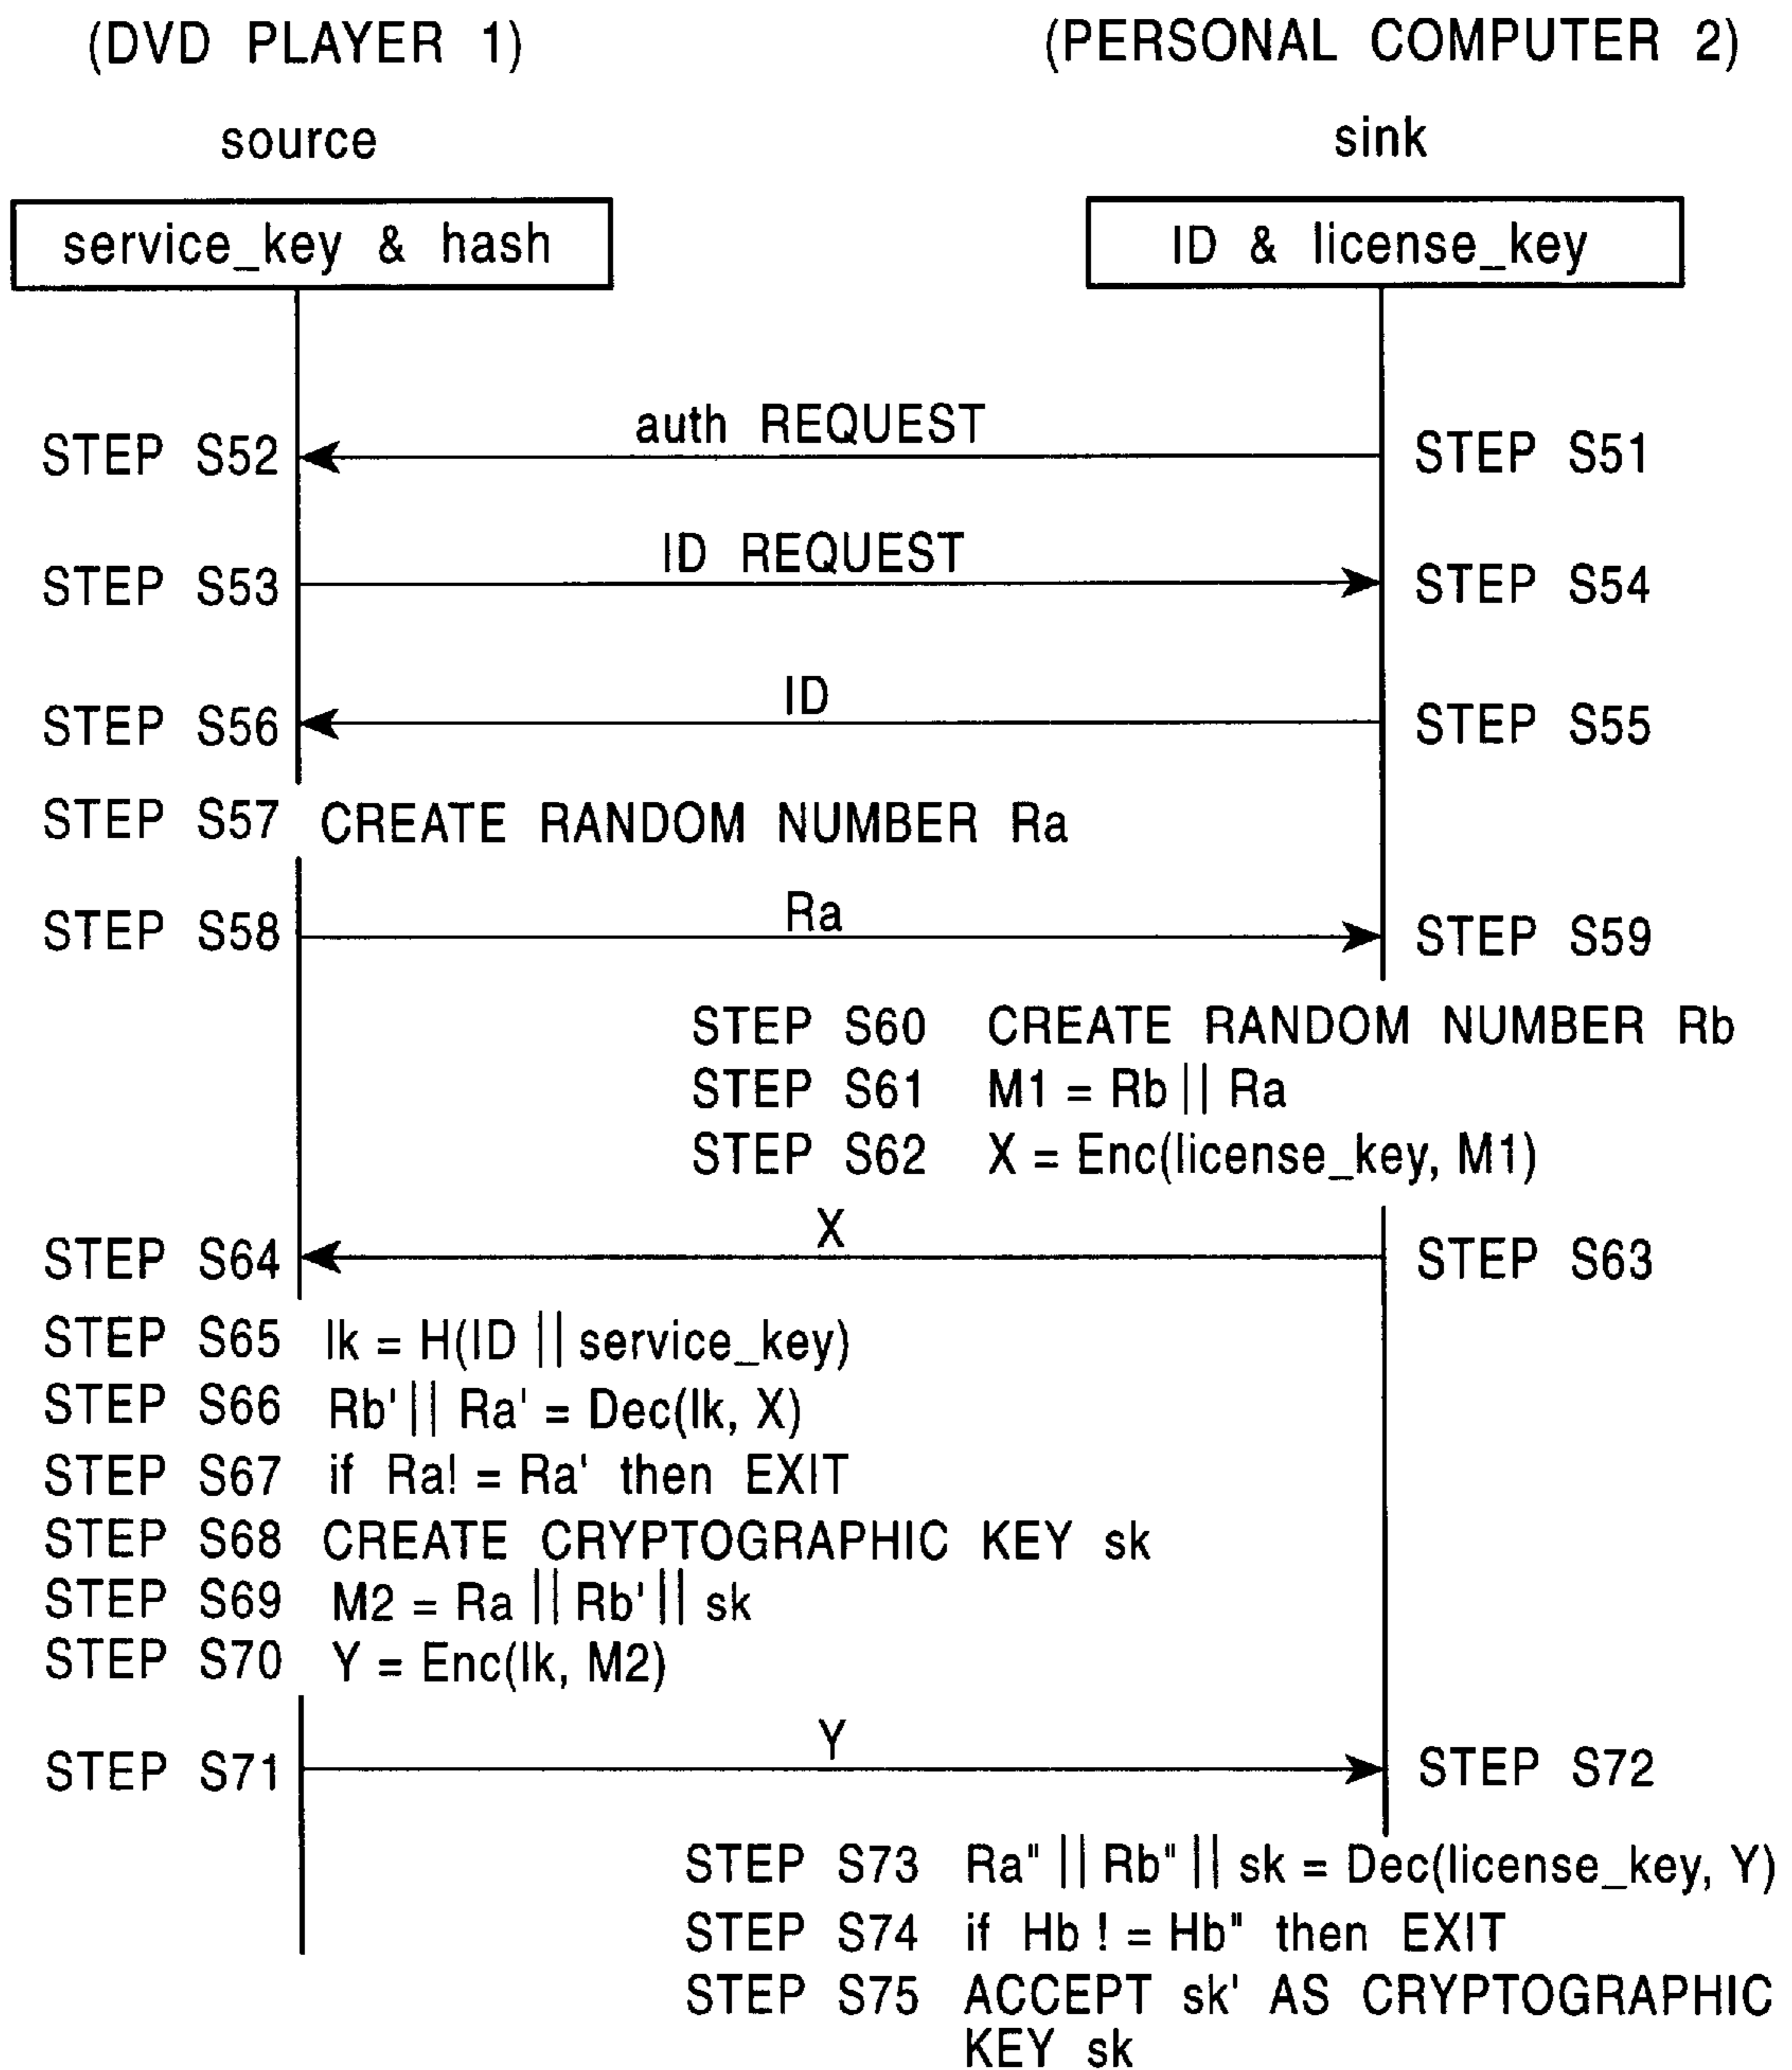 (DVD PLAYER 1)
(PERSONAL COMPUTER 2)
source
sink
service_key & hash
ID & license_key
auth REQUEST
STEP S52
STEP S51
ID REQUEST
STEP S53
STEP S54
ID
STEP S56
STEP S55
STEP S57 CREATE RANDOM NUMBER Ra
Ra
STEP S58
STEP S59
STEP S60 CREATE RANDOM NUMBER Rb
STEP S61 M1 = Rb || Ra
STEP S62 X = Enc(license_key, M1)
X
STEP S64
STEP S63
STEP S65 lk = H(ID || service_key)
STEP S66 Rb' || Ra' = Dec(lk, X)
STEP S67 if Ra! = Ra' then EXIT
STEP S68 CREATE CRYPTOGRAPHIC KEY sk
STEP S69 M2 = Ra || Rb' || sk
STEP S70 Y = Enc(lk, M2)
Y
STEP S71
STEP S72
STEP S73 Ra" || Rb" || sk = Dec(license_key, Y)
STEP S74 if Hb ! = Hb" then EXIT
STEP S75 ACCEPT sk' AS CRYPTOGRAPHIC
KEY sk